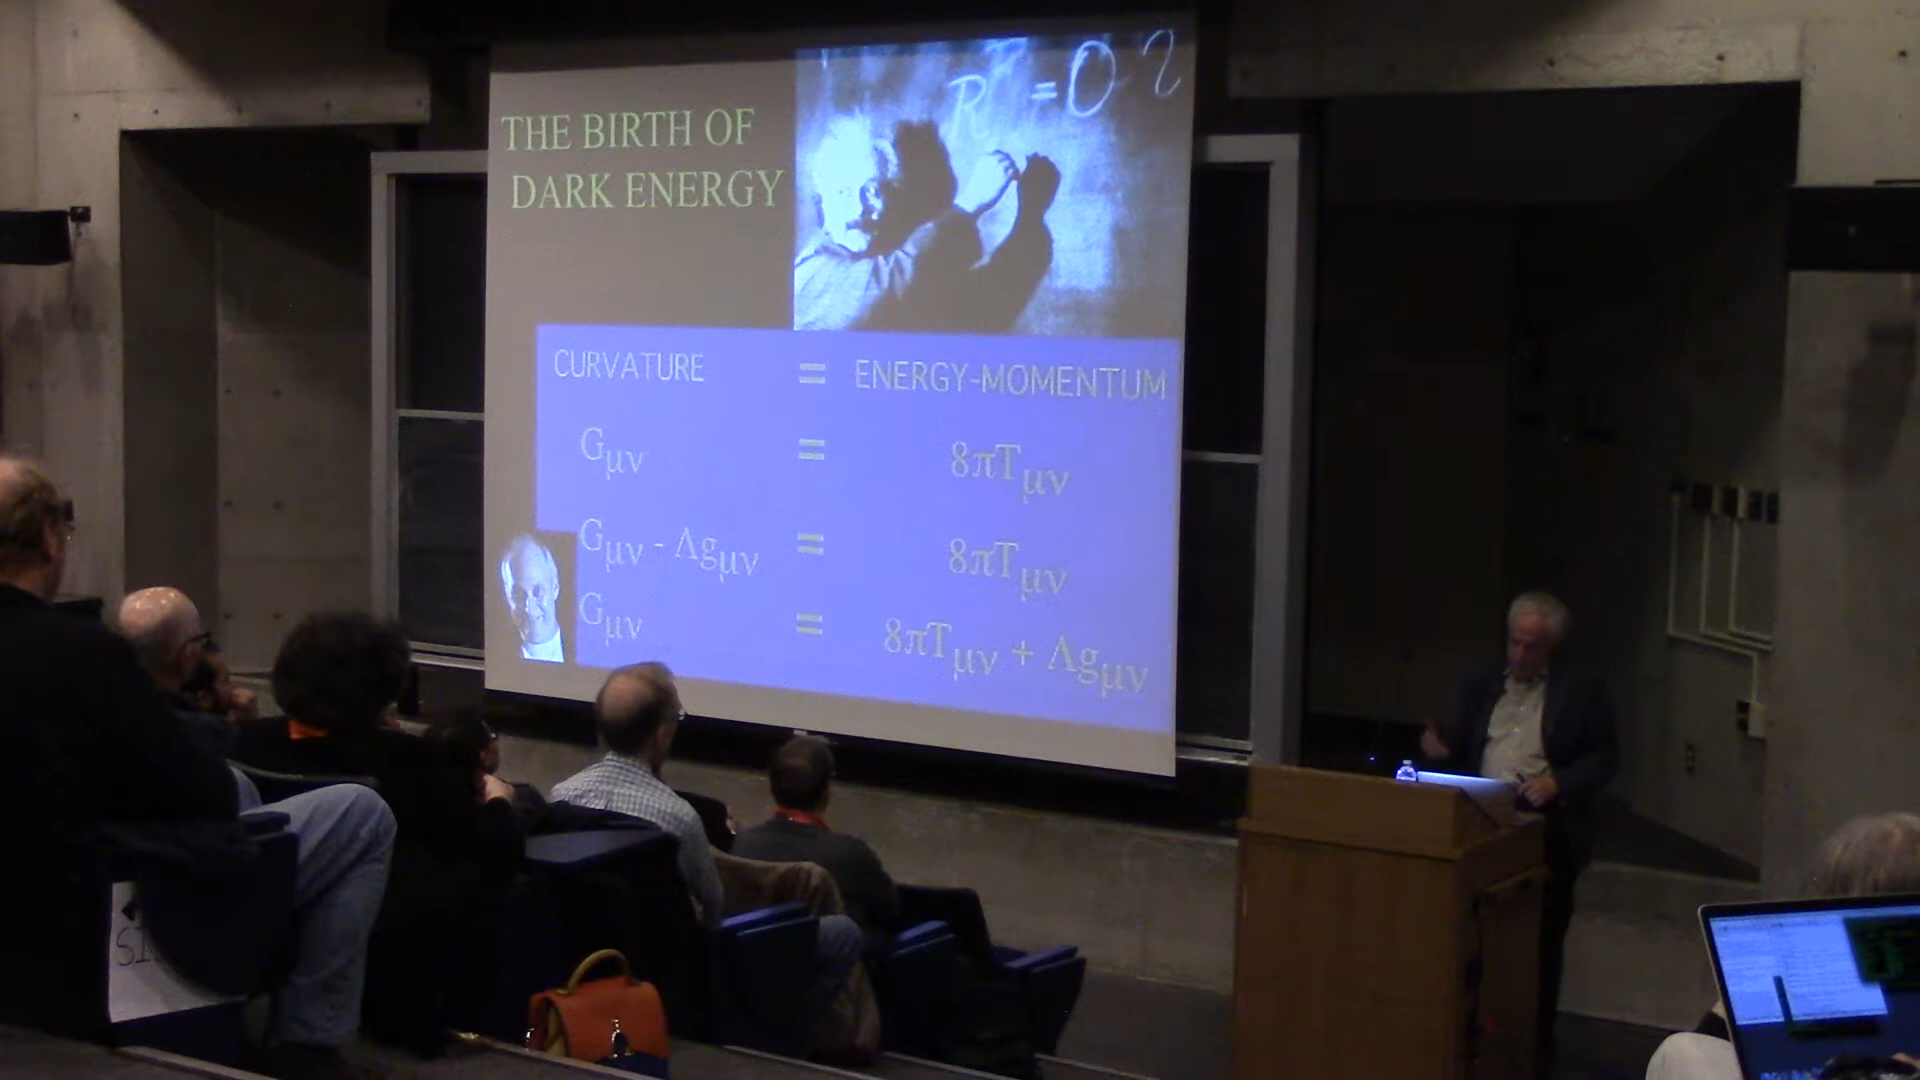 THE BIRTH OF
DARK ENERGY
R = 0 ?
CURVATURE = ENERGY-MOMENTUM
Gμν = 8πTμν
Gμν - Λgμν = 8πTμν
Gμν = 8πTμν + Λgμν